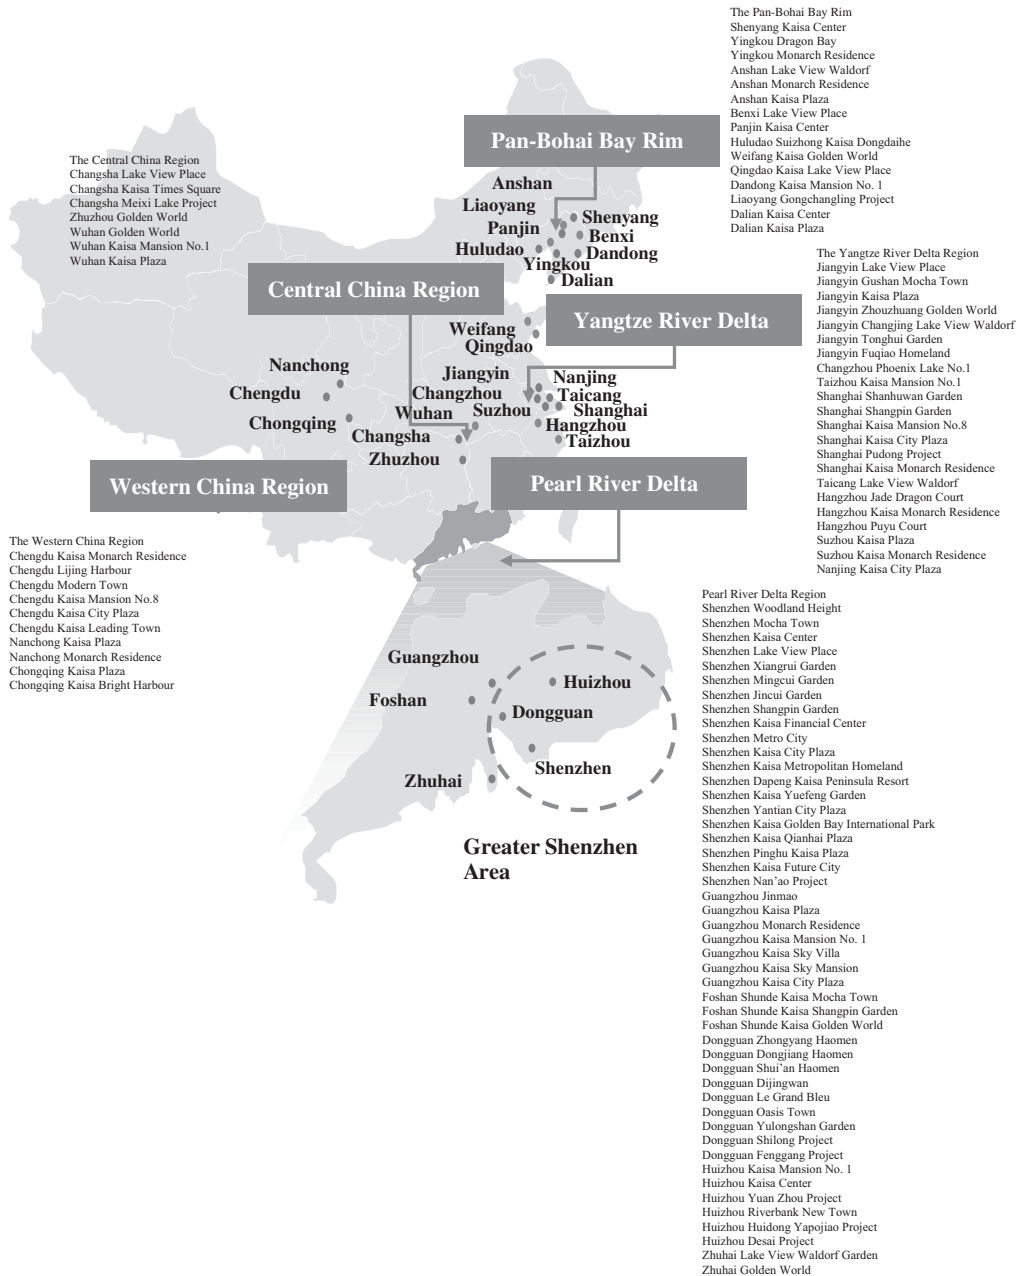 The Pan-Bohai Bay Rim
Shenyang Kaisa Center
Yingkou Dragon Bay
Yingkou Monarch Residence
Anshan Lake View Waldorf
Anshan Monarch Residence
Anshan Kaisa Plaza
Benxi Lake View Place
Panjin Kaisa Center
Huludao Suizhong Kaisa Dongdaihe
Weifang Kaisa Golden World
Qingdao Kaisa Lake View Place
Dandong Kaisa Mansion No. 1
Liaoyang Gongchangling Project
Dalian Kaisa Center
Dalian Kaisa Plaza
Pan-Bohai Bay Rim
The Central China Region
Changsha Lake View Place
Changsha Kaisa Times Square
Changsha Meixi Lake Project
Zhuzhou Golden World
Wuhan Golden World
Wuhan Kaisa Mansion No.1
Wuhan Kaisa Plaza
Anshan
Liaoyang
Shenyang
Panjin
Benxi
Huludao
Dandong
Yingkou
Dalian
The Yangtze River Delta Region
Jiangyin Lake View Place
Jiangyin Gushan Mocha Town
Jiangyin Kaisa Plaza
Jiangyin Zhouzhuang Golden World
Jiangyin Changjing Lake View Waldorf
Jiangyin Tonghui Garden
Jiangyin Fuqiao Homeland
Changzhou Phoenix Lake No.1
Taizhou Kaisa Mansion No.1
Shanghai Shanhuwan Garden
Shanghai Shangpin Garden
Shanghai Kaisa Mansion No.8
Shanghai Kaisa City Plaza
Shanghai Pudong Project
Shanghai Kaisa Monarch Residence
Taicang Lake View Waldorf
Hangzhou Jade Dragon Court
Hangzhou Kaisa Monarch Residence
Hangzhou Puyu Court
Suzhou Kaisa Plaza
Suzhou Kaisa Monarch Residence
Nanjing Kaisa City Plaza
Central China Region
Yangtze River Delta
Weifang
Qingdao
Nanchong
Jiangyin
Nanjing
Chengdu
Changzhou
Taicang
Wuhan
Suzhou
Shanghai
Chongqing
Hangzhou
Changsha
Taizhou
Zhuzhou
Western China Region
Pearl River Delta
The Western China Region
Chengdu Kaisa Monarch Residence
Chengdu Lijing Harbour
Chengdu Modern Town
Chengdu Kaisa Mansion No.8
Chengdu Kaisa City Plaza
Chengdu Kaisa Leading Town
Nanchong Kaisa Plaza
Nanchong Monarch Residence
Chongqing Kaisa Plaza
Chongqing Kaisa Bright Harbour
Guangzhou
Huizhou
Foshan
Dongguan
Shenzhen
Zhuhai
Greater Shenzhen
Area
Pearl River Delta Region
Shenzhen Woodland Height
Shenzhen Mocha Town
Shenzhen Kaisa Center
Shenzhen Lake View Place
Shenzhen Xiangrui Garden
Shenzhen Mingcui Garden
Shenzhen Jincui Garden
Shenzhen Shangpin Garden
Shenzhen Kaisa Financial Center
Shenzhen Metro City
Shenzhen Kaisa City Plaza
Shenzhen Kaisa Metropolitan Homeland
Shenzhen Dapeng Kaisa Peninsula Resort
Shenzhen Kaisa Yuefeng Garden
Shenzhen Yantian City Plaza
Shenzhen Kaisa Golden Bay International Park
Shenzhen Kaisa Qianhai Plaza
Shenzhen Pinghu Kaisa Plaza
Shenzhen Kaisa Future City
Shenzhen Nan'ao Project
Guangzhou Jinmao
Guangzhou Kaisa Plaza
Guangzhou Monarch Residence
Guangzhou Kaisa Mansion No. 1
Guangzhou Kaisa Sky Villa
Guangzhou Kaisa Sky Mansion
Guangzhou Kaisa City Plaza
Foshan Shunde Kaisa Mocha Town
Foshan Shunde Kaisa Shangpin Garden
Foshan Shunde Kaisa Golden World
Dongguan Zhongyang Haomen
Dongguan Dongjiang Haomen
Dongguan Shui'an Haomen
Dongguan Dijingwan
Dongguan Le Grand Bleu
Dongguan Oasis Town
Dongguan Yulongshan Garden
Dongguan Shilong Project
Dongguan Fenggang Project
Huizhou Kaisa Mansion No. 1
Huizhou Kaisa Center
Huizhou Yuan Zhou Project
Huizhou Riverbank New Town
Huizhou Huidong Yapojiao Project
Huizhou Desai Project
Zhuhai Lake View Waldorf Garden
Zhuhai Golden World